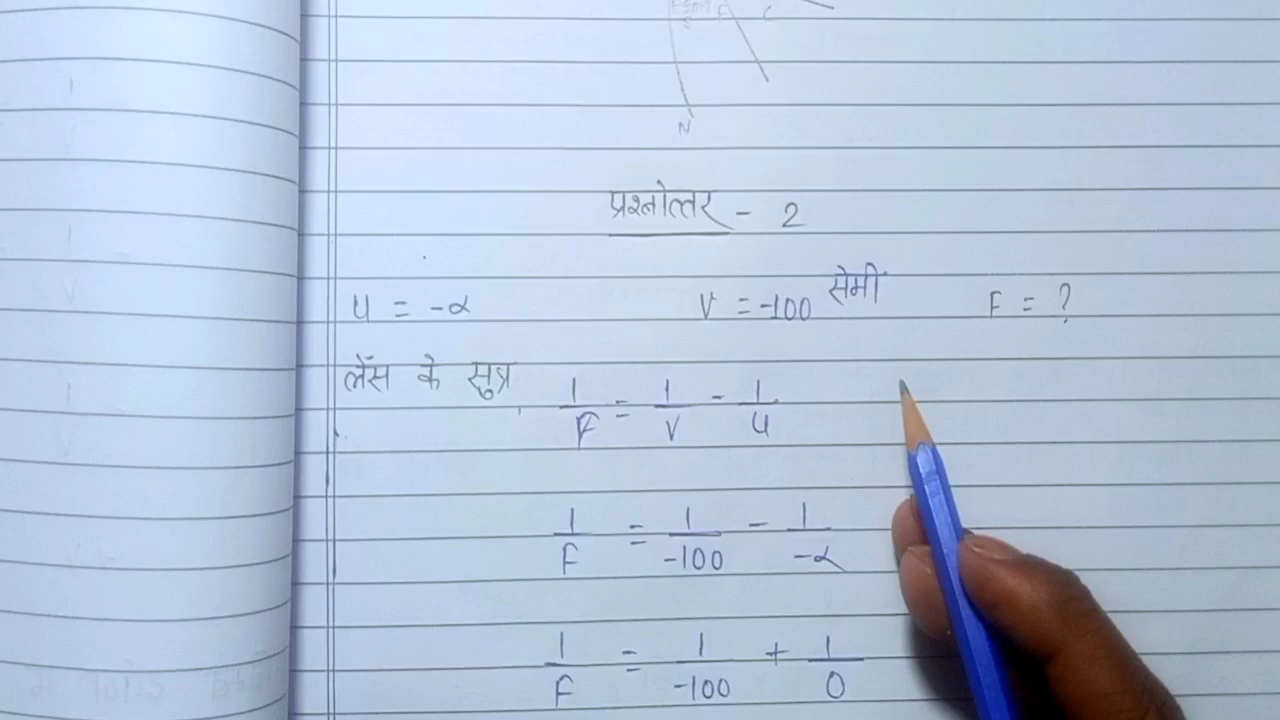 N
प्रश्नोत्तर - 2
u = -α V = -100 सेमी F = ?
लेंस के सुत्र 1/F = 1/V - 1/u
1/F = 1/-100 - 1/-α
1/F = 1/-100 + 1/0